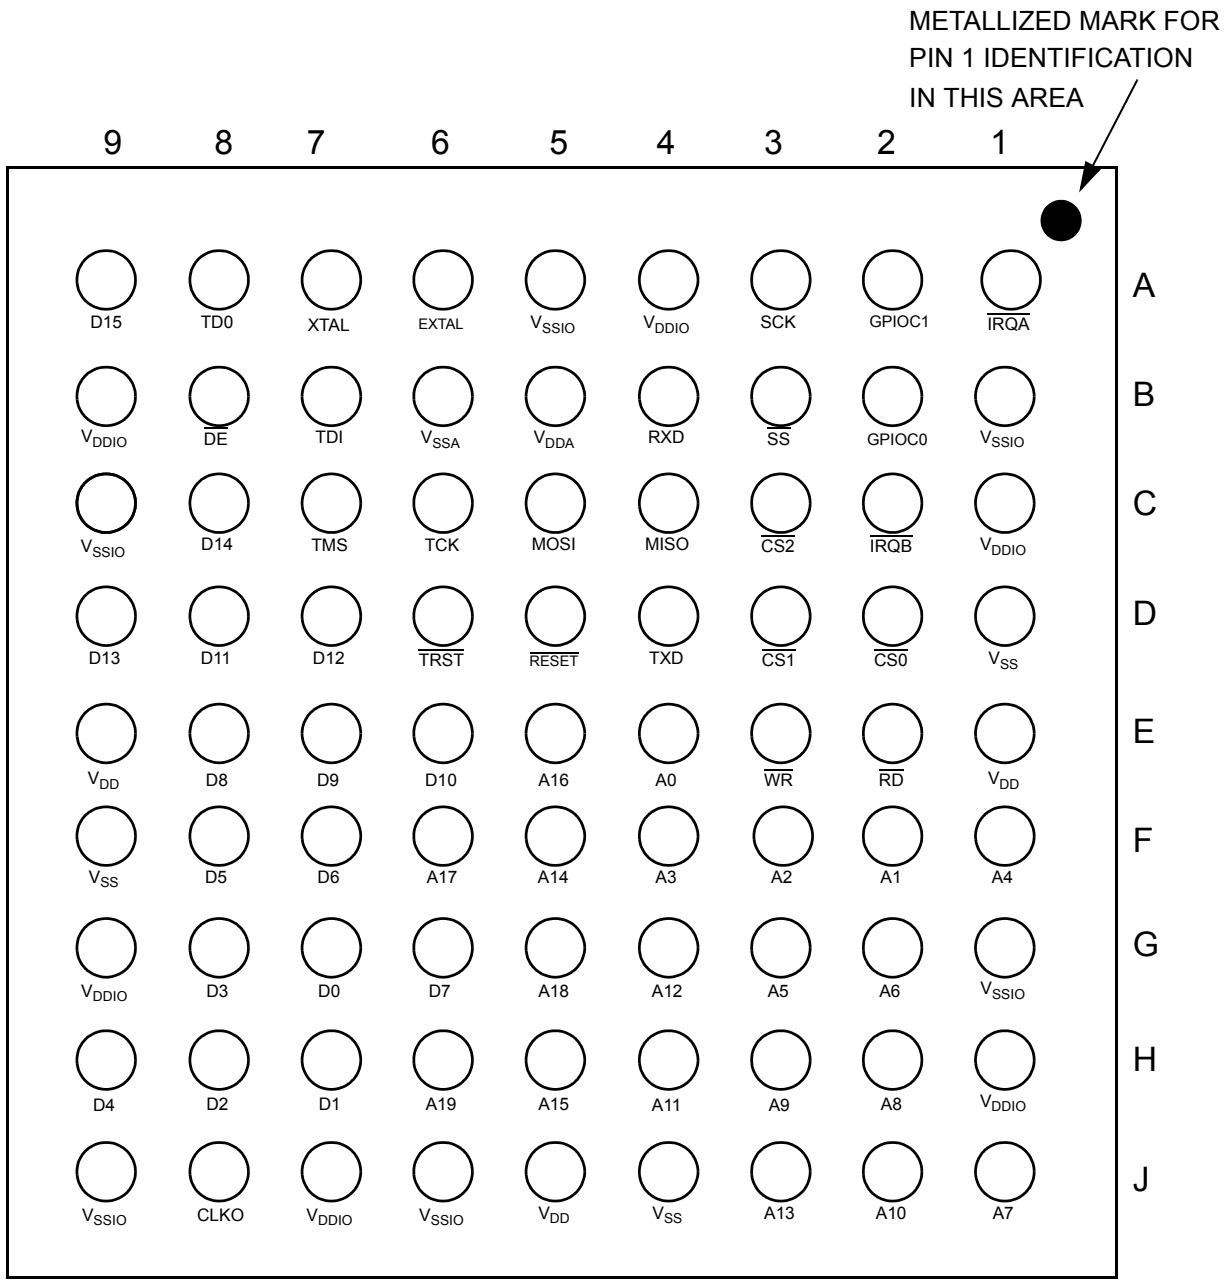 METALLIZED MARK FOR
PIN 1 IDENTIFICATION
IN THIS AREA
9 8 7 6 5 4 3 2 1
A
D15 TD0 XTAL EXTAL VSSIO VDDIO SCK GPIOC1 IRQA
B
VDDIO DE TDI VSSA VDDA RXD SS GPIOC0 VSSIO
C
VSSIO D14 TMS TCK MOSI MISO CS2 IRQB VDDIO
D
D13 D11 D12 TRST RESET TXD CS1 CS0 VSS
E
VDD D8 D9 D10 A16 A0 WR RD VDD
F
VSS D5 D6 A17 A14 A3 A2 A1 A4
G
VDDIO D3 D0 D7 A18 A12 A5 A6 VSSIO
H
D4 D2 D1 A19 A15 A11 A9 A8 VDDIO
J
VSSIO CLKO VDDIO VSSIO VDD VSS A13 A10 A7